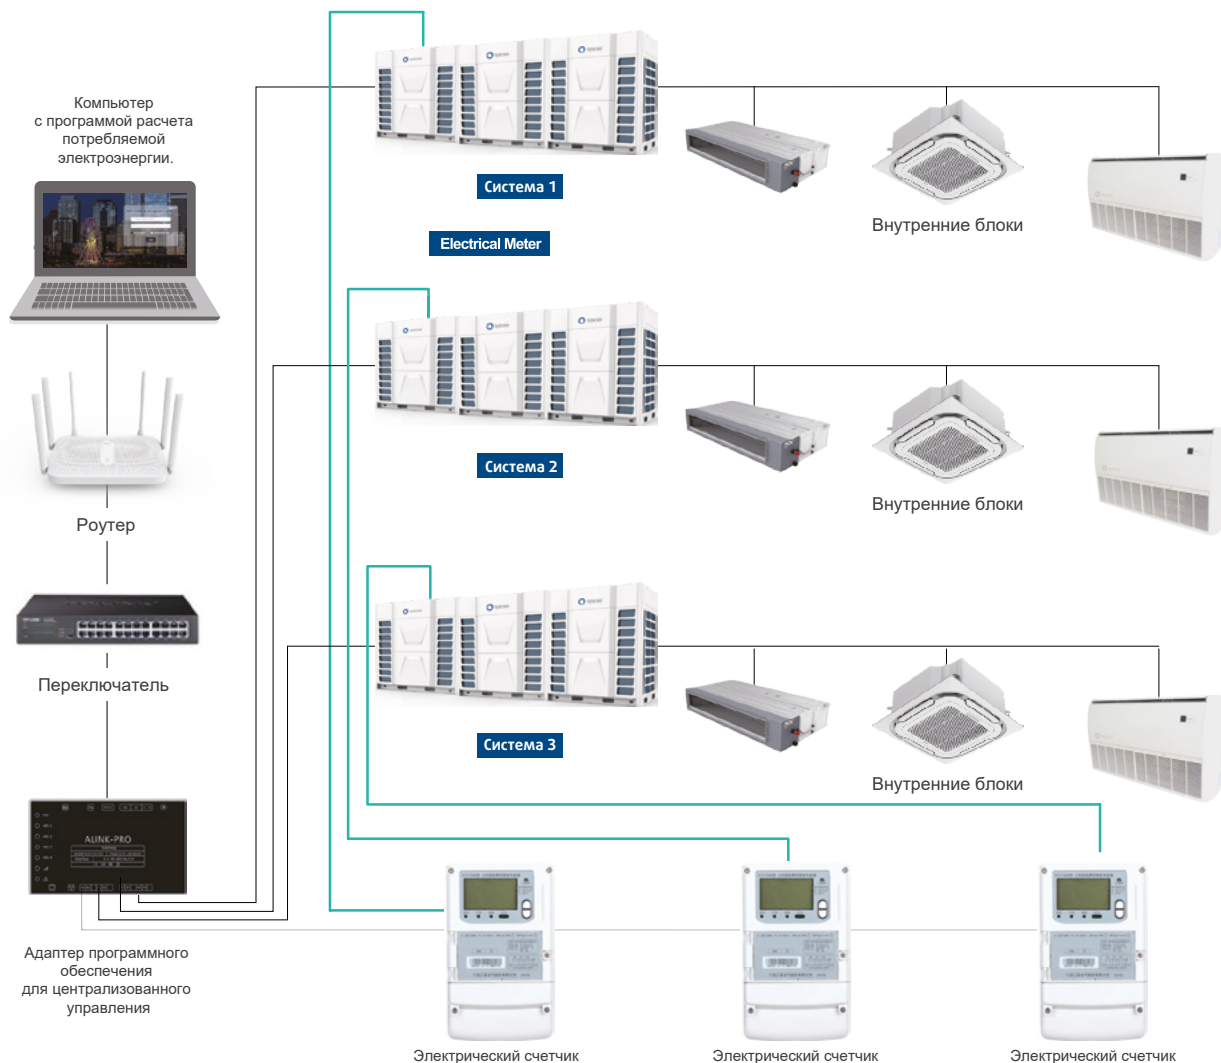 Компьютер
с программой расчета
потребляемой
электроэнергии.
Система 1
Внутренние блоки
Electrical Meter
Роутер
Система 2
Внутренние блоки
Переключатель
Система 3
Внутренние блоки
ALINK-PRO
Адаптер программного
обеспечения
для централизованного
управления
Электрический счетчик
Электрический счетчик
Электрический счетчик